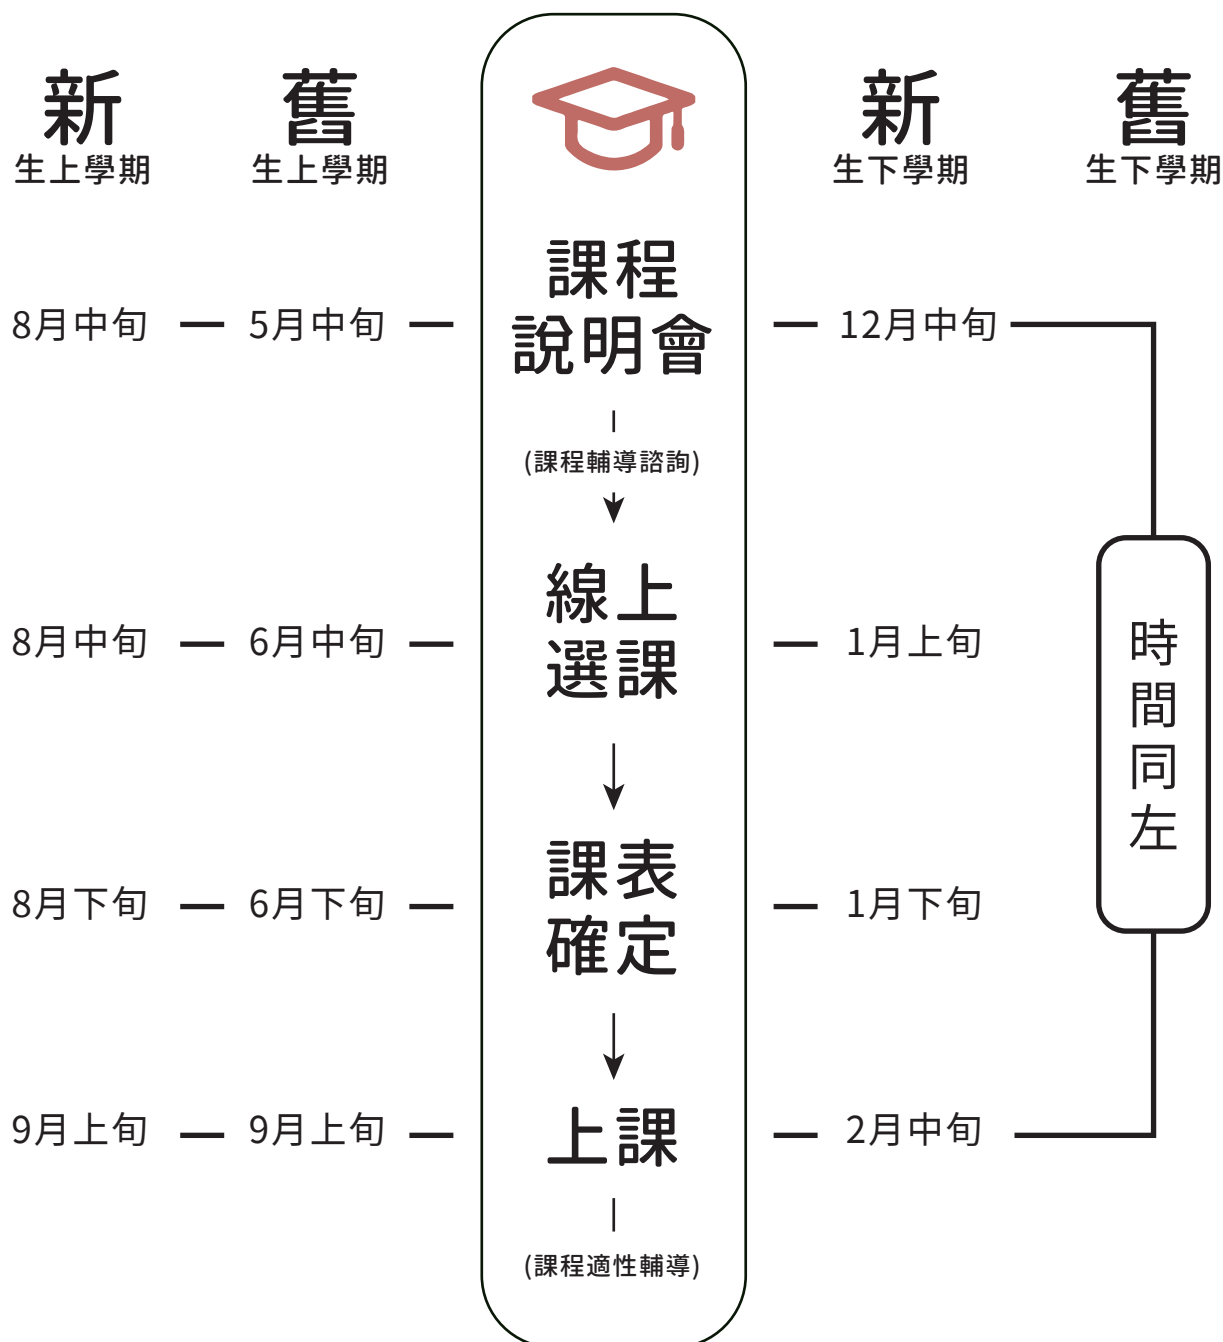 新 舊 新 舊
生上學期 生上學期 生下學期 生下學期
課程
8月中旬 5月中旬 12月中旬
說明會
(課程輔導諮詢)
線上
8月中旬 6月中旬 1月上旬
選課
時
間
同
左
課表
8月下旬 6月下旬 1月下旬
確定
9月上旬 9月上旬 上課 2月中旬
(課程適性輔導)